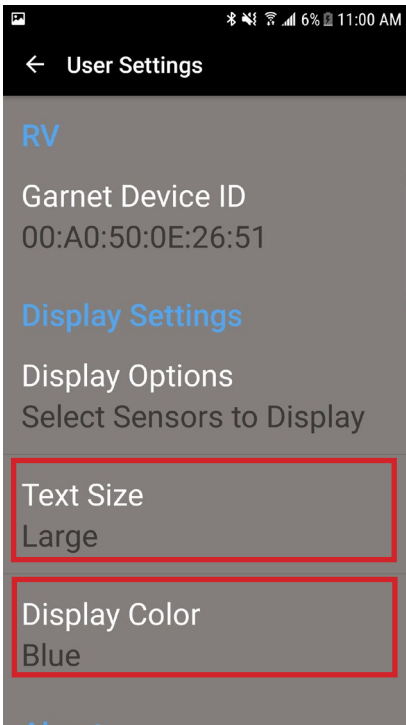 6% 11:00 AM
User Settings
RV
Garnet Device ID
00:A0:50:0E:26:51
Display Settings
Display Options
Select Sensors to Display
Text Size
Large
Display Color
Blue